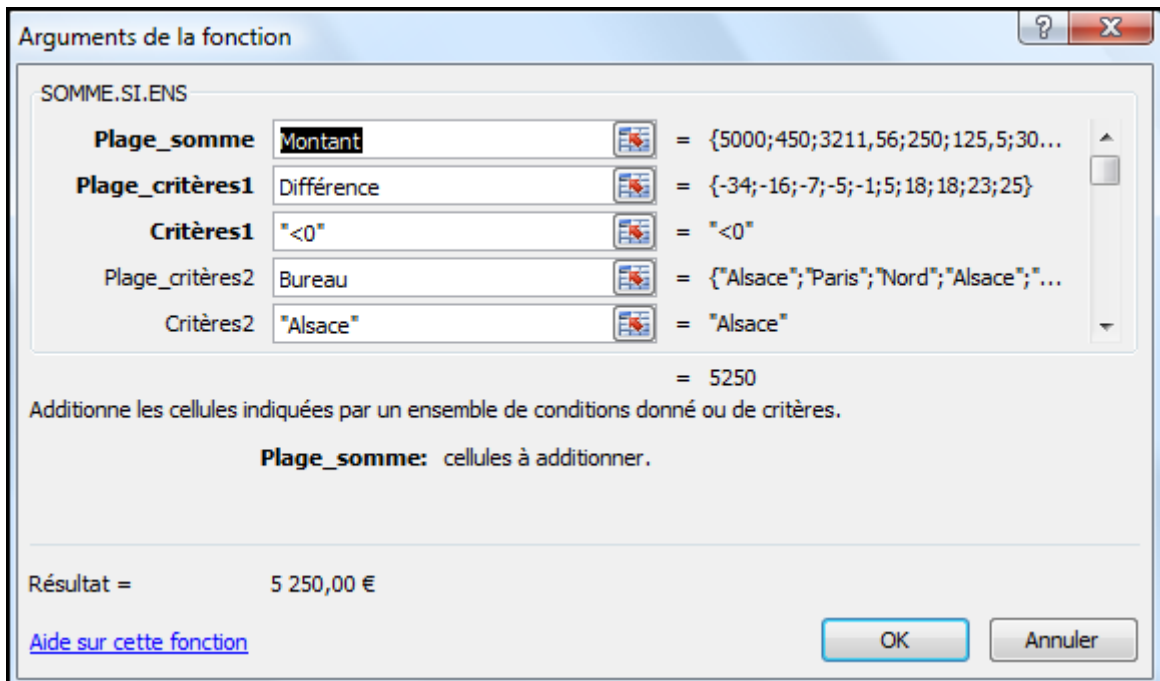 Arguments de la fonction
SOMME.SI.ENS
Plage_somme Montant = {5000;450;3211,56;250;125,5;30...
Plage_critères1 Différence = {-34;-16;-7;-5;-1;5;18;18;23;25}
Critères1 "<0" = "<0"
Plage_critères2 Bureau = {"Alsace";"Paris";"Nord";"Alsace";"...
Critères2 "Alsace" = "Alsace"
= 5250
Additionne les cellules indiquées par un ensemble de conditions donné ou de critères.
Plage_somme: cellules à additionner.
Résultat = 5 250,00 €
Aide sur cette fonction OK Annuler